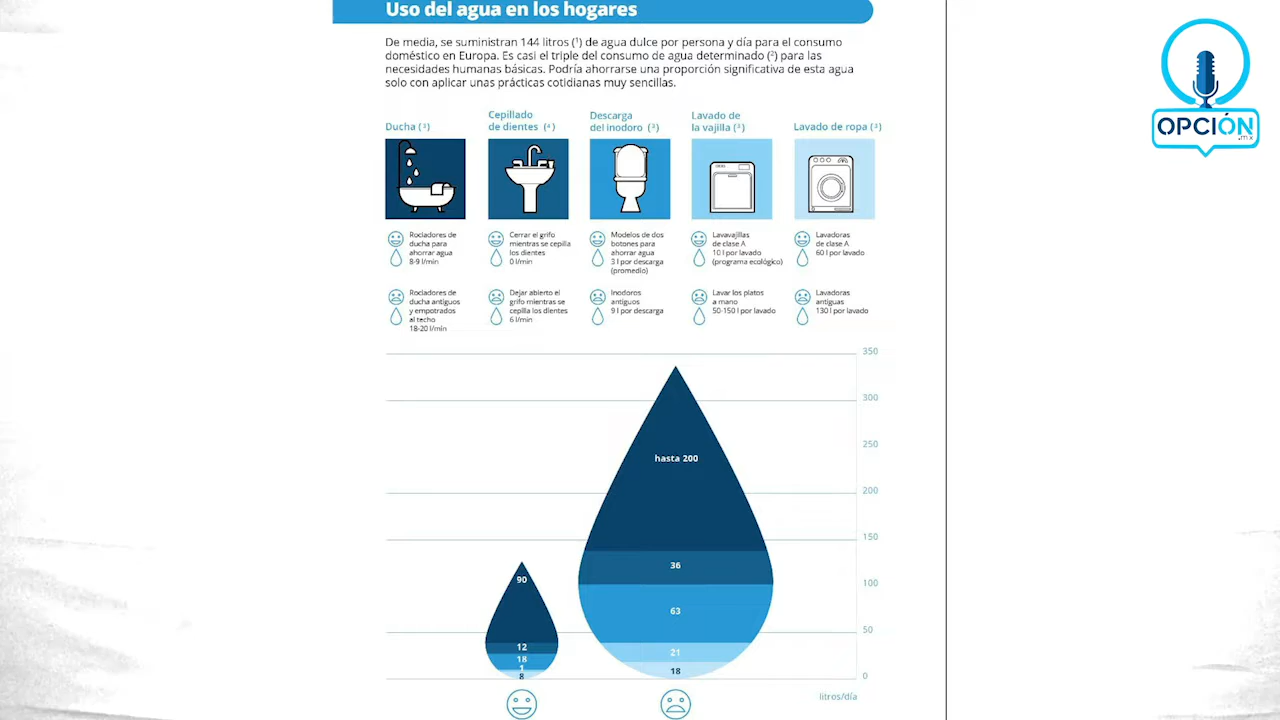 Uso del agua en los hogares
De media, se suministran 144 litros (¹) de agua dulce por persona y día para el consumo
doméstico en Europa. Es casi el triple del consumo de agua determinado (²) para las
necesidades humanas básicas. Podría ahorrarse una proporción significativa de esta agua
solo con aplicar unas prácticas cotidianas muy sencillas.
Ducha (³)
Cepillado
de dientes (⁴)
Descarga
del inodoro (³)
Lavado de
la vajilla (³)
Lavado de ropa (³)
Rociadores de
ducha para
ahorrar agua
8-9 l/min
Cerrar el grifo
mientras se cepilla
los dientes
0 l/min
Modelos de dos
botones para
ahorrar agua
3 l por descarga
(promedio)
Lavavajillas
de clase A
10 l por lavado
(programa ecológico)
Lavadoras
de clase A
60 l por lavado
Rociadores de
ducha antiguos
y empotrados
al techo
18-20 l/min
Dejar abierto el
grifo mientras se
cepilla los dientes
6 l/min
Inodoros
antiguos
9 l por descarga
Lavar los platos
a mano
50-150 l por lavado
Lavadoras
antiguas
130 l por lavado
350
300
250
200
150
100
50
0
litros/día
90
12
18
1
8
hasta 200
36
63
21
18
OPCIÓN
.mx